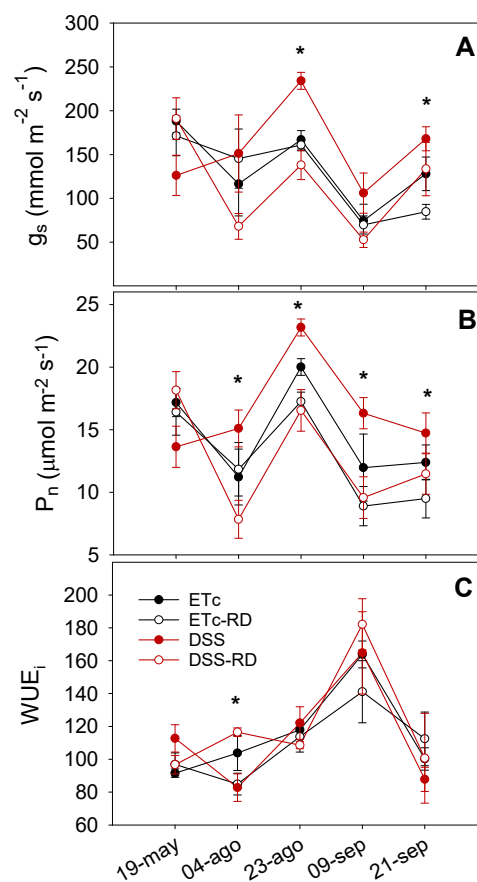 300
250
200
150
100
50
gs (mmol m-2 s-1)
A
*
*
25
20
15
10
5
Pn (μmol m-2 s-1)
B
*
*
*
*
200
180
160
140
120
100
80
60
WUEi
C
ETc
ETc-RD
DSS
DSS-RD
*
19-may
04-ago
23-ago
09-sep
21-sep